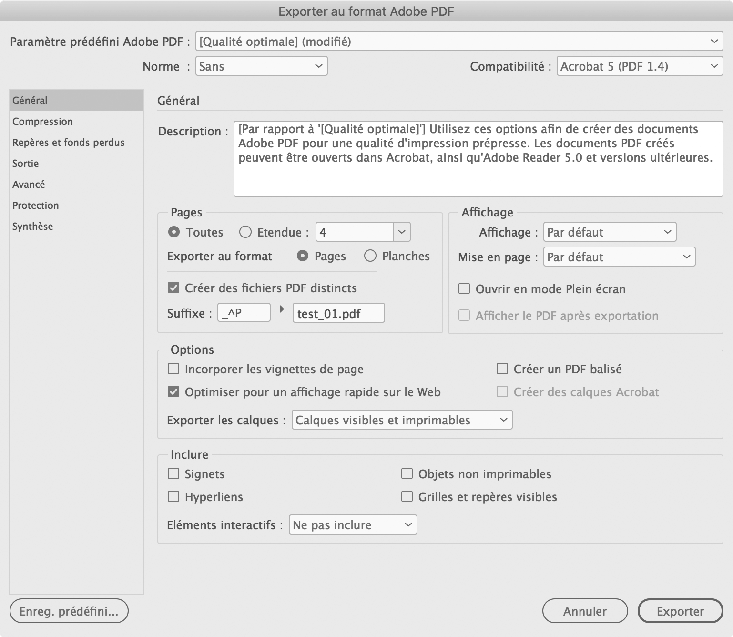 Exporter au format Adobe PDF
Paramètre prédéfini Adobe PDF : [Qualité optimale] (modifié)
Norme : Sans
Compatibilité : Acrobat 5 (PDF 1.4)
Général
Compression
Repères et fonds perdus
Sortie
Avancé
Protection
Synthèse
Général
Description : [Par rapport à '[Qualité optimale]'] Utilisez ces options afin de créer des documents
Adobe PDF pour une qualité d'impression prépresse. Les documents PDF créés
peuvent être ouverts dans Acrobat, ainsi qu'Adobe Reader 5.0 et versions ultérieures.
Pages
Toutes Etendue : 4
Exporter au format Pages Planches
Créer des fichiers PDF distincts
Suffixe : _^P test_01.pdf
Affichage
Affichage : Par défaut
Mise en page : Par défaut
Ouvrir en mode Plein écran
Afficher le PDF après exportation
Options
Incorporer les vignettes de page Créer un PDF balisé
Optimiser pour un affichage rapide sur le Web Créer des calques Acrobat
Exporter les calques : Calques visibles et imprimables
Inclure
Signets Objets non imprimables
Hyperliens Grilles et repères visibles
Eléments interactifs : Ne pas inclure
Enreg. prédéfini... Annuler Exporter